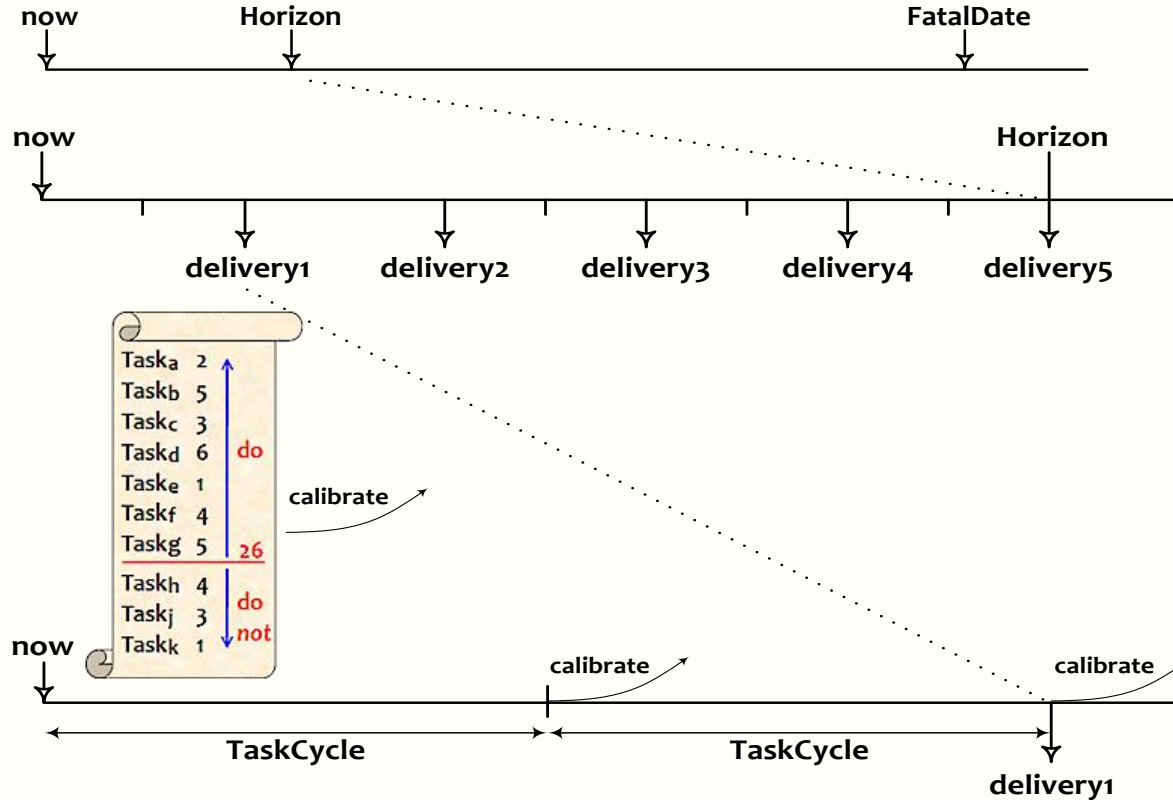 now Horizon FatalDate
now Horizon
delivery1 delivery2 delivery3 delivery4 delivery5
Taska 2
Taskb 5
Taskc 3
Taskd 6 do
Taske 1
calibrate
Taskf 4
Taskg 5 26
Taskh 4
do
Taskj 3
not
Taskk 1
now
calibrate calibrate
TaskCycle TaskCycle
delivery1